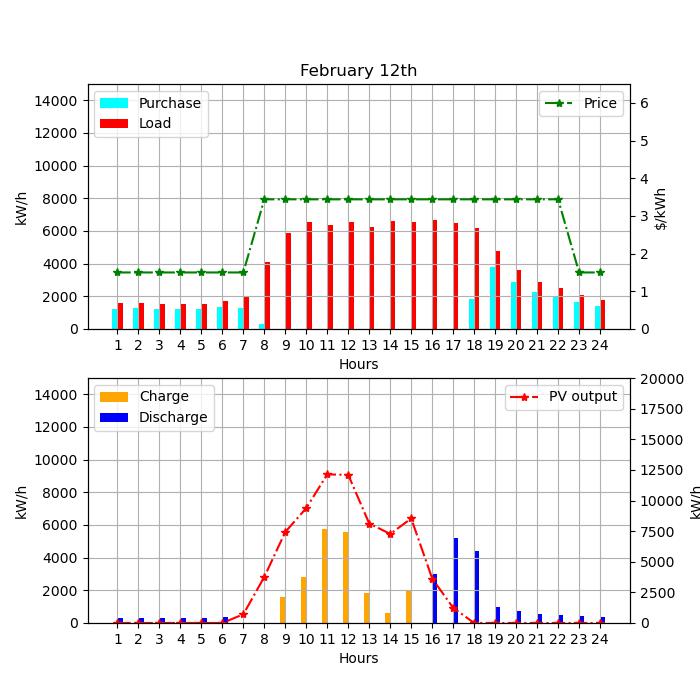 February 12th
14000
12000
10000
8000
6000
4000
2000
0
kW/h
Purchase
Load
Price
6
5
4
3
2
1
0
$/kWh
1 2 3 4 5 6 7 8 9 10 11 12 13 14 15 16 17 18 19 20 21 22 23 24
Hours
14000
12000
10000
8000
6000
4000
2000
0
kW/h
Charge
Discharge
PV output
20000
17500
15000
12500
10000
7500
5000
2500
0
kW/h
1 2 3 4 5 6 7 8 9 10 11 12 13 14 15 16 17 18 19 20 21 22 23 24
Hours